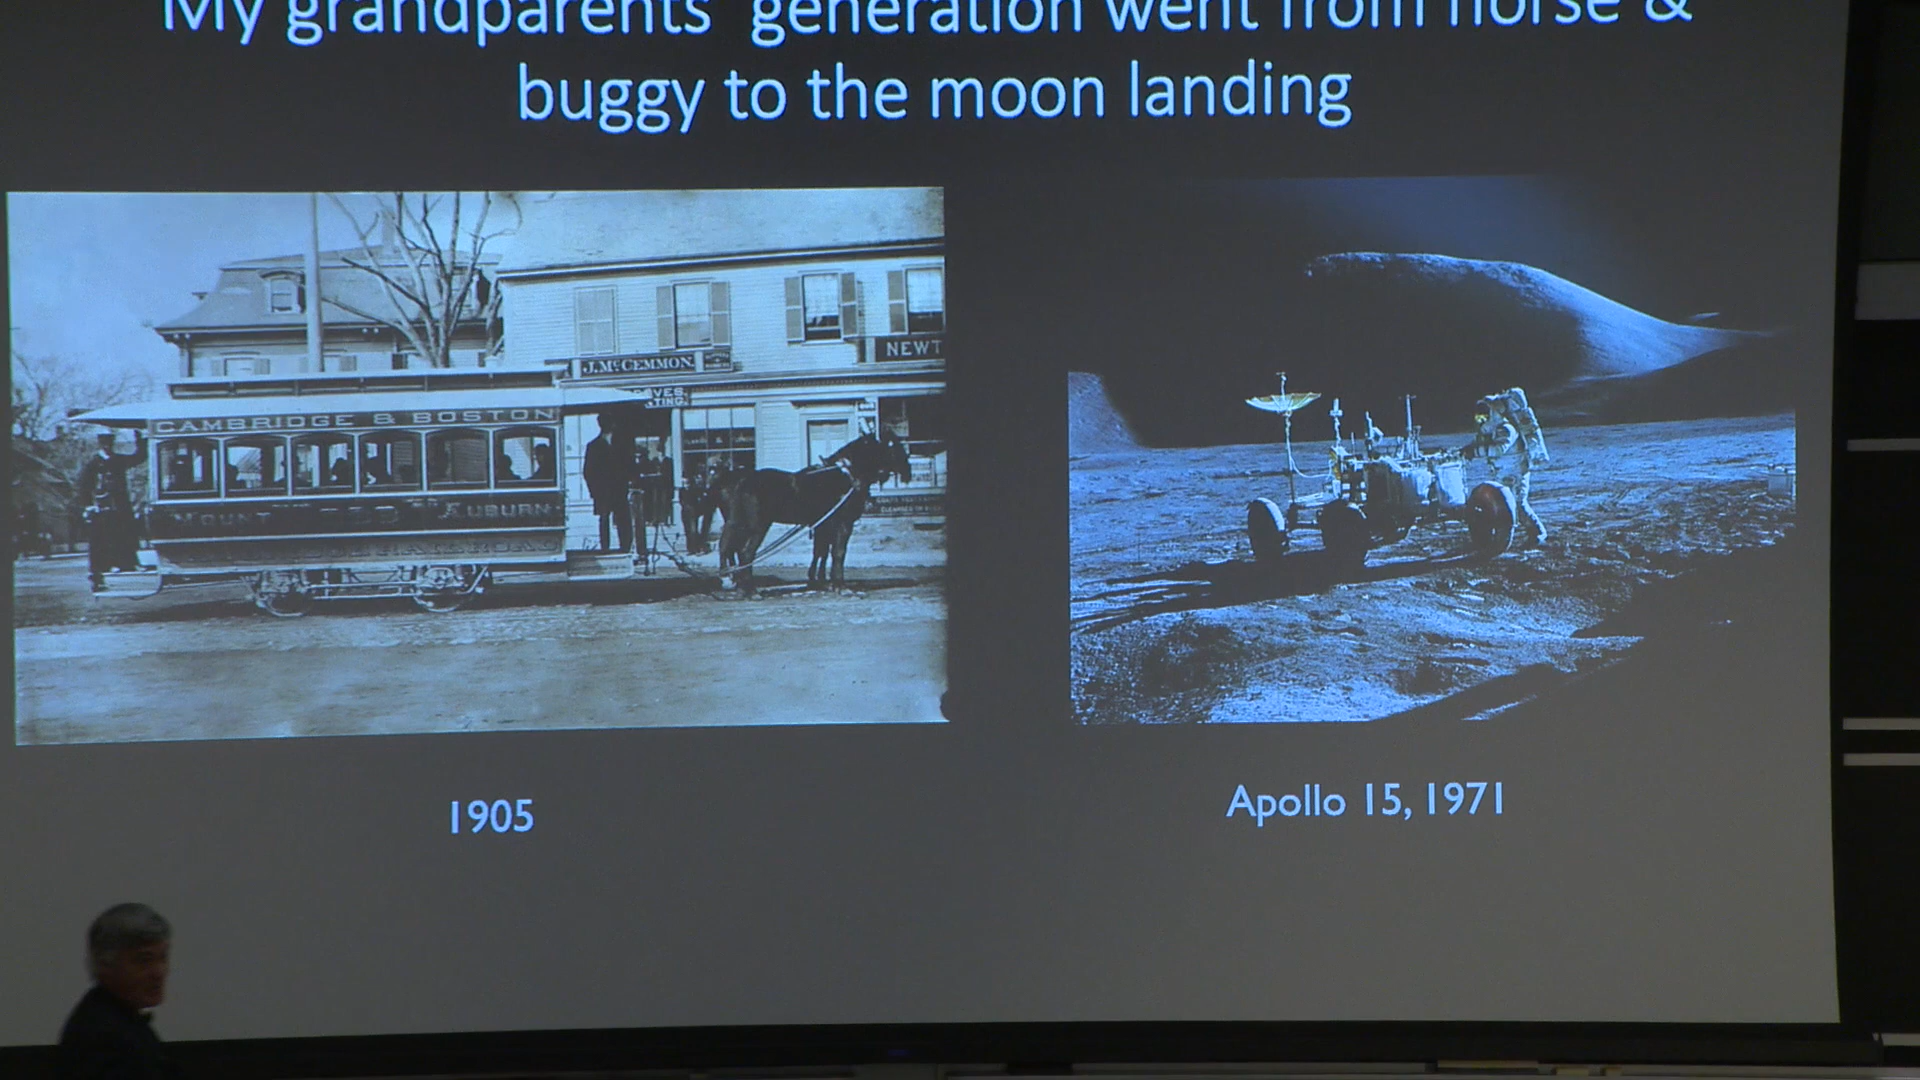 My grandparents' generation went from horse &
buggy to the moon landing
J. McCEMMON.
NEWT
CAMBRIDGE & BOSTON
MOUNT AUBURN
1905
Apollo 15, 1971